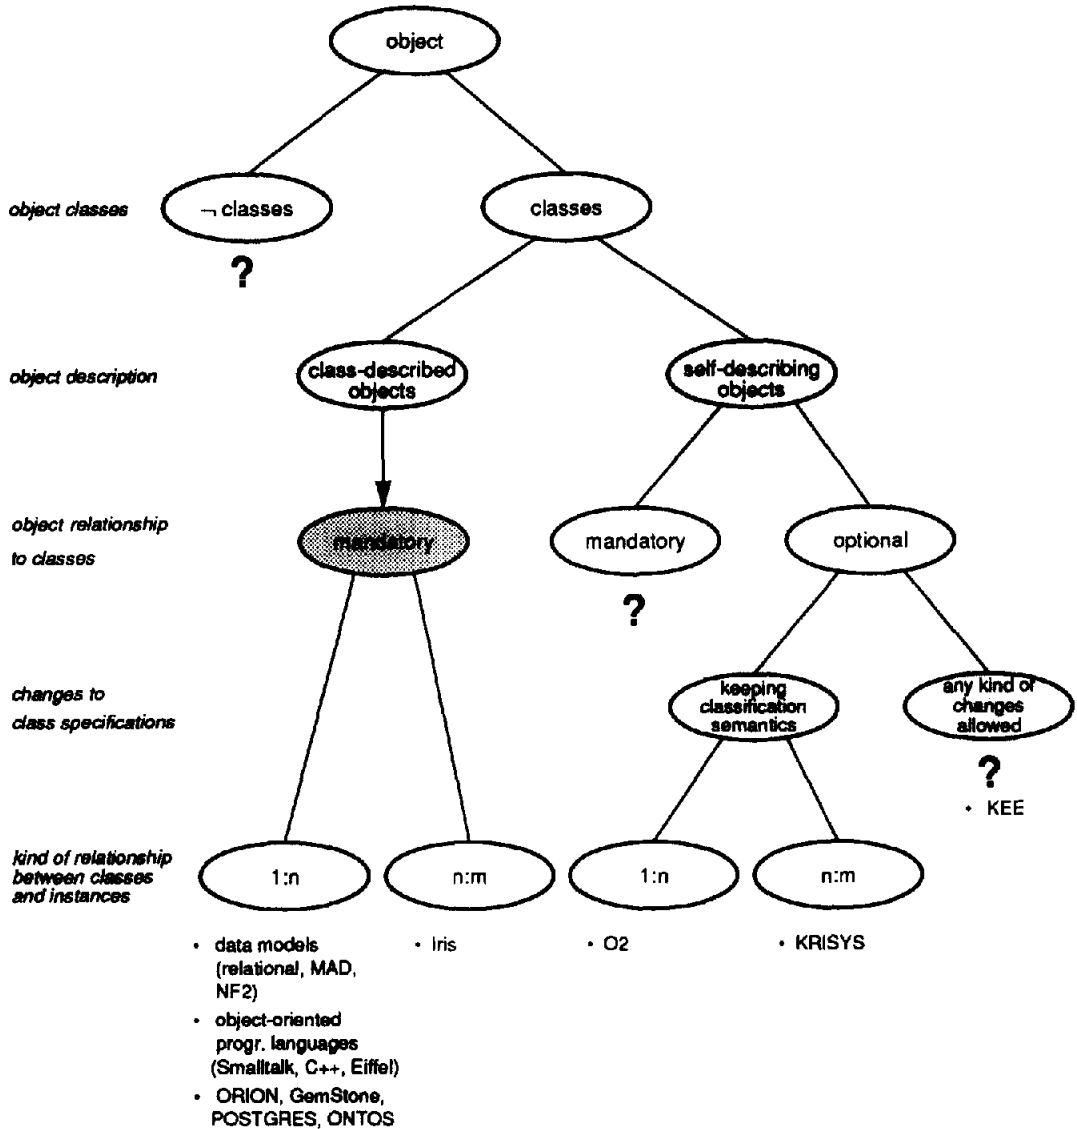 object
object classes
¬ classes
classes
?
object description
class-described
objects
self-describing
objects
object relationship
to classes
mandatory
mandatory
optional
?
changes to
class specifications
keeping
classification
semantics
any kind of
changes
allowed
?
• KEE
kind of relationship
between classes
and instances
1:n
n:m
1:n
n:m
• data models
(relational, MAD,
NF2)
• object-oriented
progr. languages
(Smalltalk, C++, Eiffel)
• ORION, GemStone,
POSTGRES, ONTOS
• Iris
• O2
• KRISYS